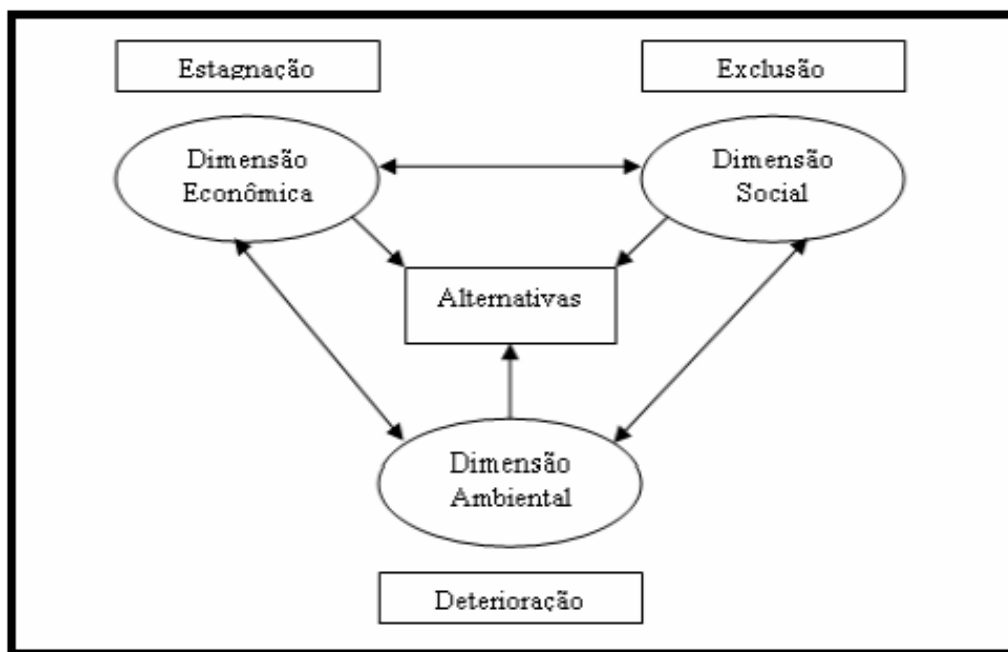 Estagnação
Exclusão
Dimensão
Econômica
Dimensão
Social
Alternativas
Dimensão
Ambiental
Deterioração